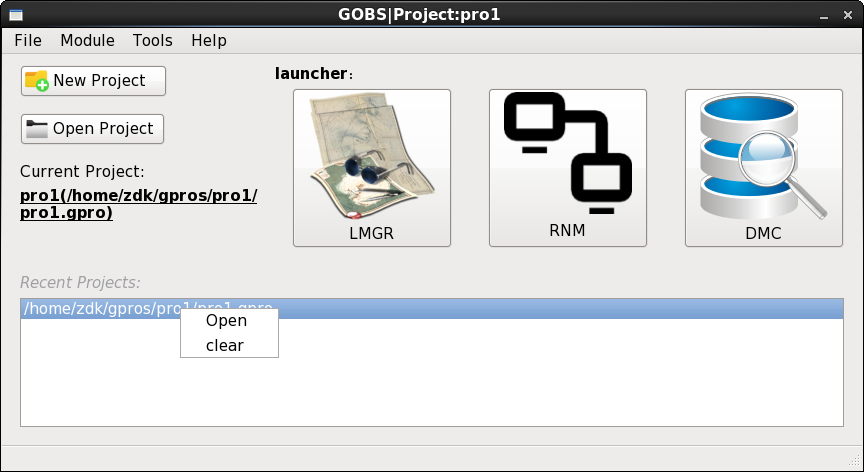 GOBS|Project:pro1
File Module Tools Help
New Project
Open Project
Current Project:
pro1(/home/zdk/gpros/pro1/
pro1.gpro)
launcher:
LMGR
RNM
DMC
Recent Projects:
/home/zdk/gpros/pro1/pro1.gpro
Open
clear